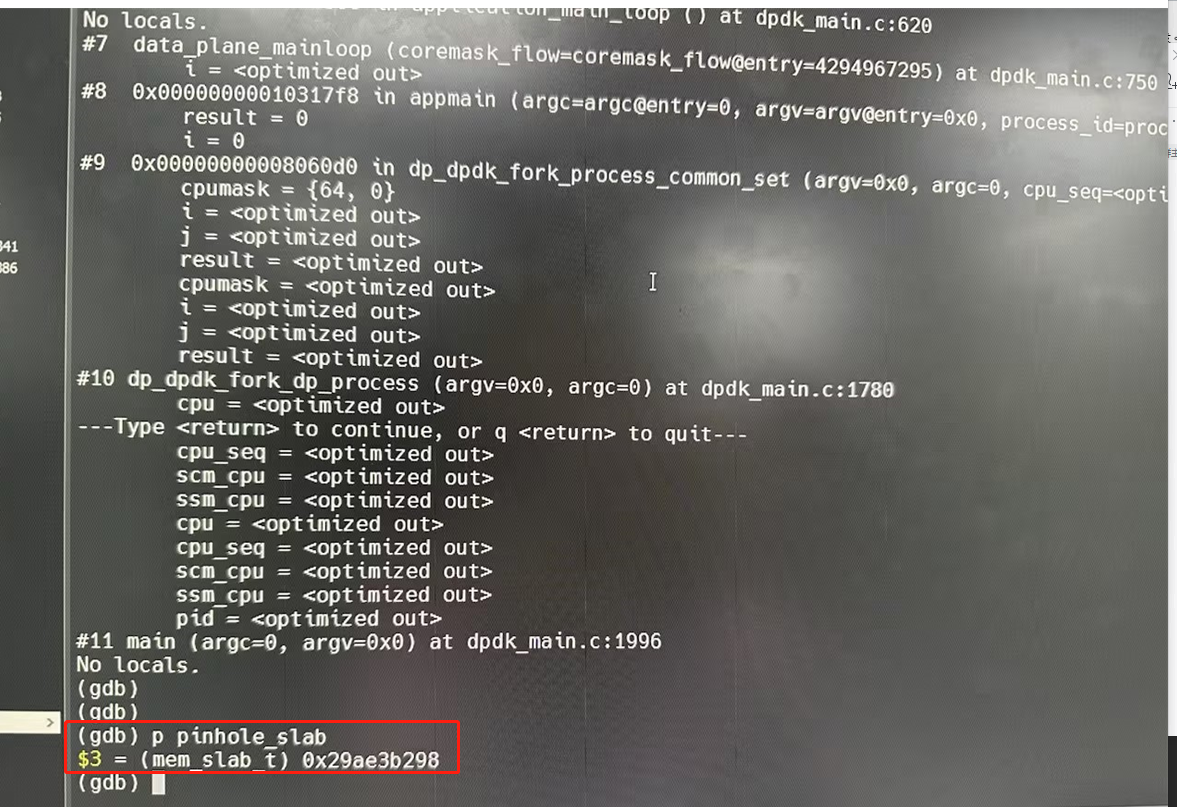 No locals.
application_main_loop () at dpdk_main.c:620
#7 data_plane_mainloop (coremask_flow=coremask_flow@entry=4294967295) at dpdk_main.c:750
i = <optimized out>
#8 0x00000000010317f8 in appmain (argc=argc@entry=0, argv=argv@entry=0x0, process_id=proc
result = 0
i = 0
#9 0x00000000008060d0 in dp_dpdk_fork_process_common_set (argv=0x0, argc=0, cpu_seq=<opti
cpumask = {64, 0}
i = <optimized out>
j = <optimized out>
result = <optimized out>
cpumask = <optimized out>
i = <optimized out>
j = <optimized out>
result = <optimized out>
#10 dp_dpdk_fork_dp_process (argv=0x0, argc=0) at dpdk_main.c:1780
cpu = <optimized out>
---Type <return> to continue, or q <return> to quit---
cpu_seq = <optimized out>
scm_cpu = <optimized out>
ssm_cpu = <optimized out>
cpu = <optimized out>
cpu_seq = <optimized out>
scm_cpu = <optimized out>
ssm_cpu = <optimized out>
pid = <optimized out>
#11 main (argc=0, argv=0x0) at dpdk_main.c:1996
No locals.
(gdb)
(gdb)
(gdb) p pinhole_slab
$3 = (mem_slab_t) 0x29ae3b298
(gdb)
341
386